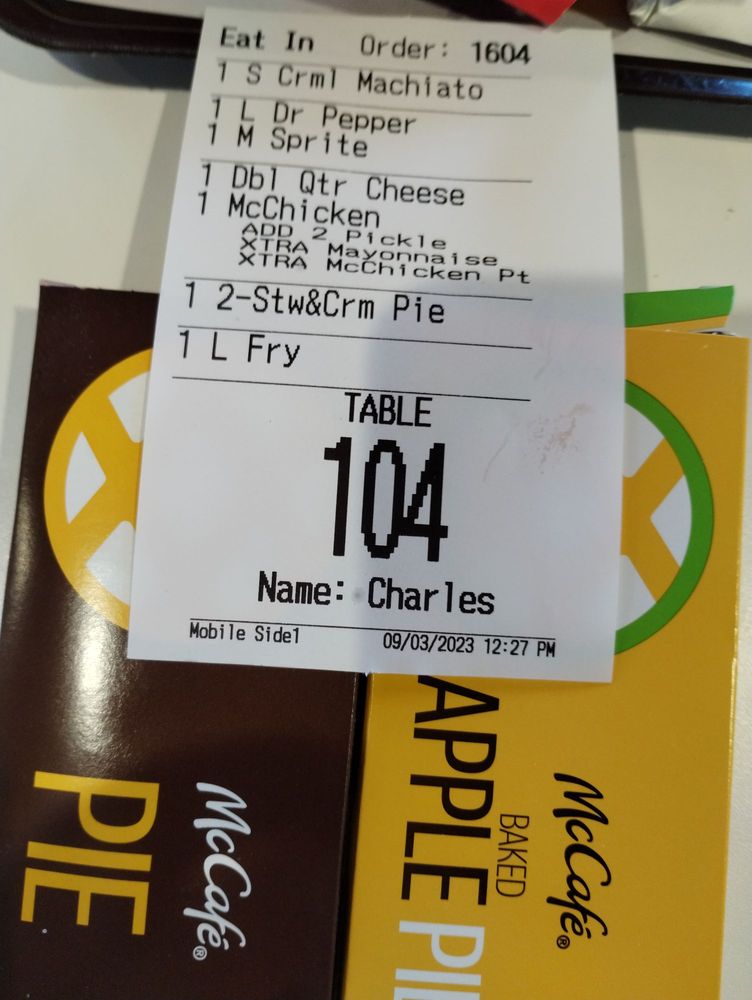 Eat In Order: 1604
1 S Crml Machiato
1 L Dr Pepper
1 M Sprite
1 Dbl Qtr Cheese
1 McChicken
ADD 2 Pickle
XTRA Mayonnaise
XTRA McChicken Pt
1 2-Stw&Crm Pie
1 L Fry
TABLE
104
Name: Charles
Mobile Side1 09/03/2023 12:27 PM
McCafé®
PIE
McCafé®
BAKED
APPLE PIE